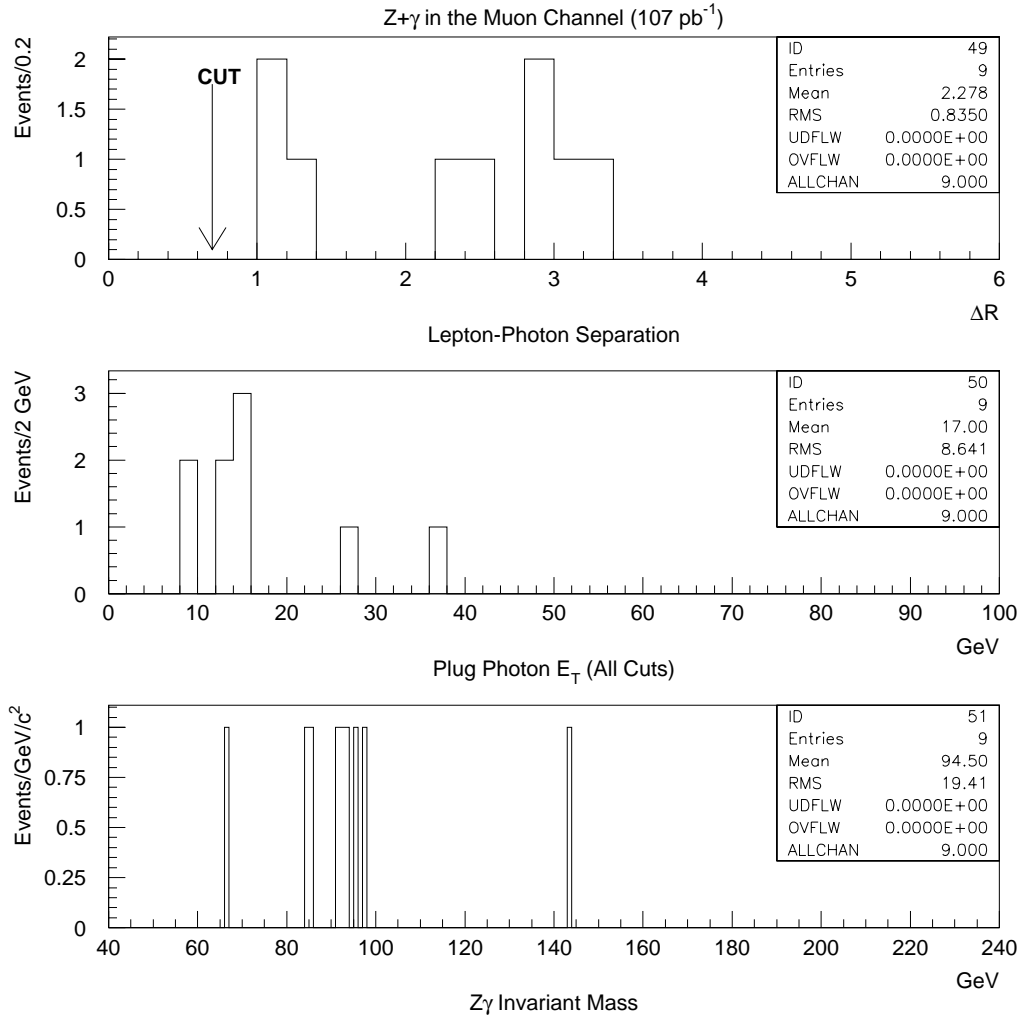 Z+γ in the Muon Channel (107 pb⁻¹)
Events/0.2
2
1.5
1
0.5
0
CUT
ID 49
Entries 9
Mean 2.278
RMS 0.8350
UDFLW 0.0000E+00
OVFLW 0.0000E+00
ALLCHAN 9.000
0 1 2 3 4 5 6
ΔR
Lepton-Photon Separation
Events/2 GeV
3
2
1
0
ID 50
Entries 9
Mean 17.00
RMS 8.641
UDFLW 0.0000E+00
OVFLW 0.0000E+00
ALLCHAN 9.000
0 10 20 30 40 50 60 70 80 90 100
GeV
Plug Photon E_T (All Cuts)
Events/GeV/c²
1
0.75
0.5
0.25
0
ID 51
Entries 9
Mean 94.50
RMS 19.41
UDFLW 0.0000E+00
OVFLW 0.0000E+00
ALLCHAN 9.000
40 60 80 100 120 140 160 180 200 220 240
GeV
Zγ Invariant Mass